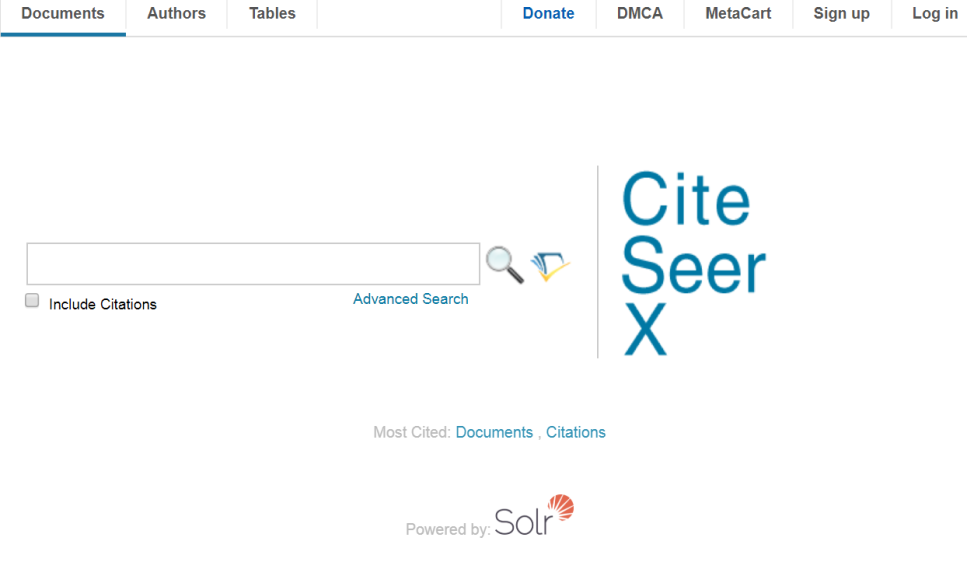 Documents Authors Tables Donate DMCA MetaCart Sign up Log in
Cite
Seer
X
Include Citations Advanced Search
Most Cited: Documents , Citations
Powered by: Solr